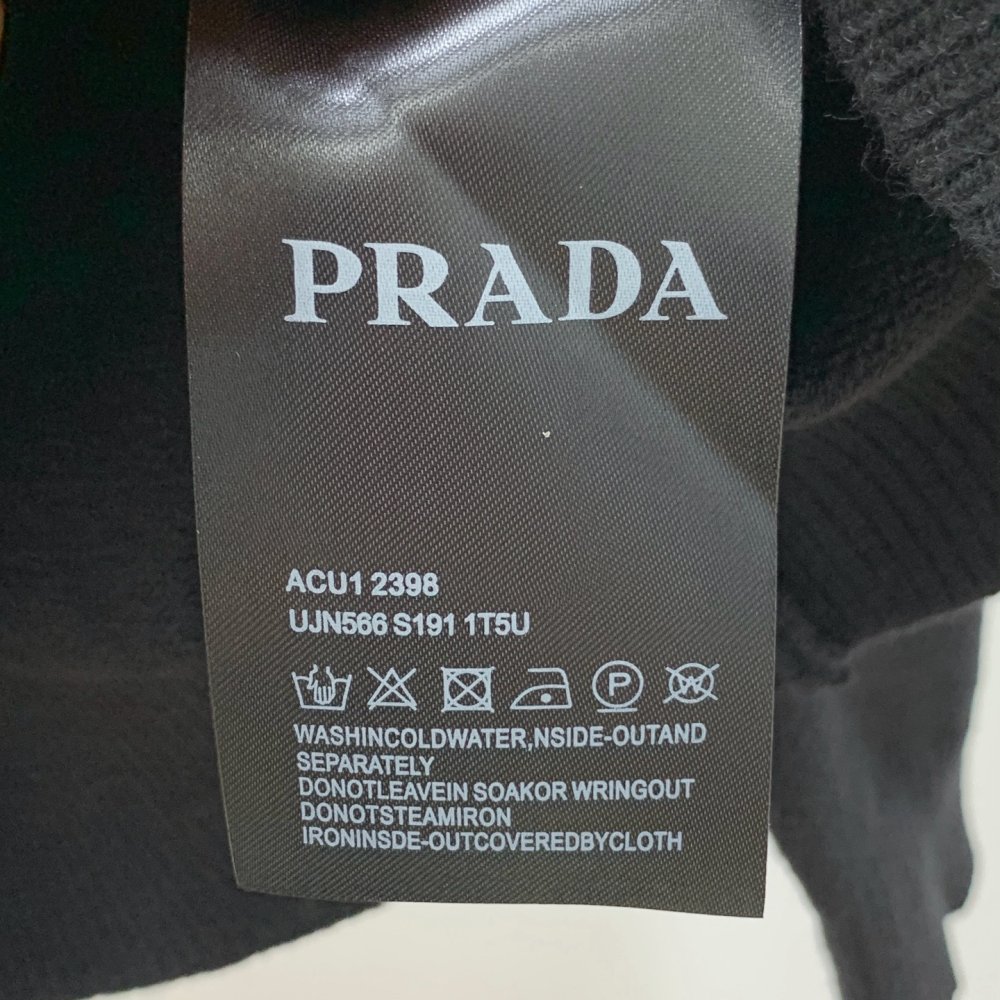 PRADA
ACU1 2398
UJN566 S191 1T5U
P W
WASHINCOLDWATER,NSIDE-OUTAND
SEPARATELY
DONOTLEAVEIN SOAKOR WRINGOUT
DONOTSTEAMIRON
IRONINSDE-OUTCOVEREDBYCLOTH